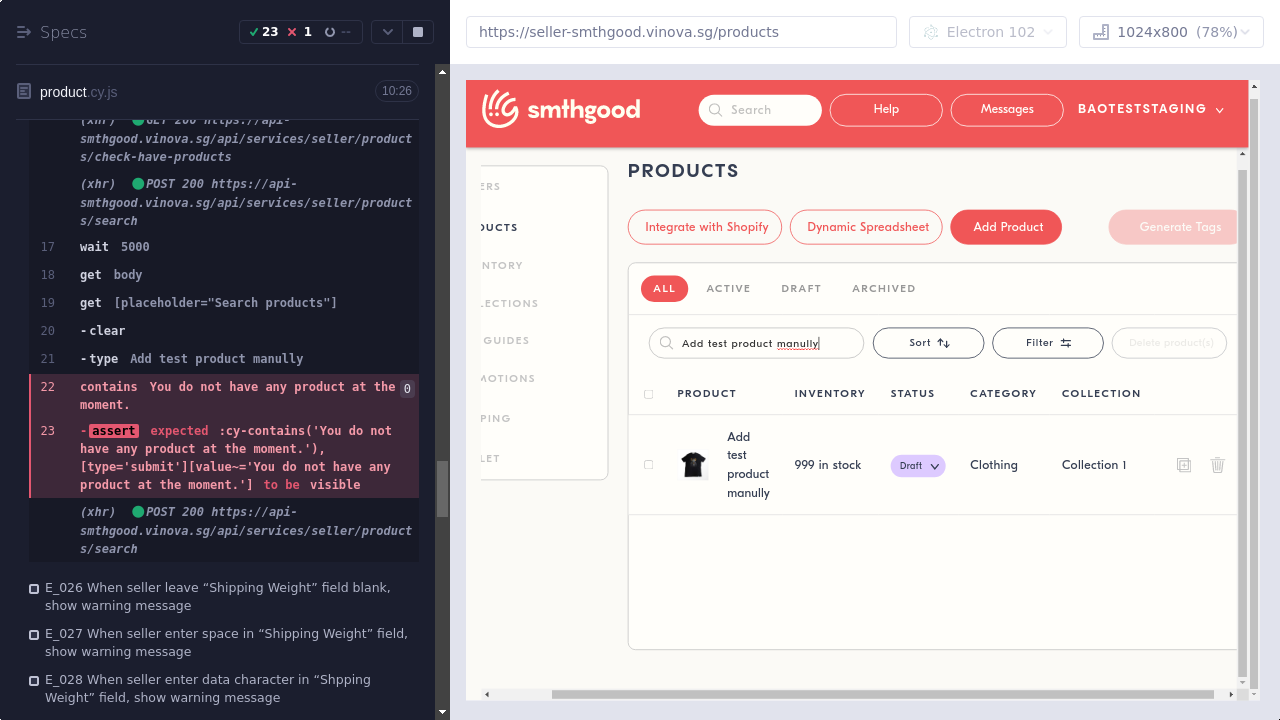 Specs
23
1
--
product.cy.js
10:26
(xhr) GET 200 https://api-
smthgood.vinova.sg/api/services/seller/product
s/check-have-products
(xhr) POST 200 https://api-
smthgood.vinova.sg/api/services/seller/product
s/search
17 wait 5000
18 get body
19 get [placeholder="Search products"]
20 -clear
21 -type Add test product manully
22 contains You do not have any product at the 0
moment.
23 -assert expected :cy-contains('You do not
have any product at the moment.'),
[type='submit'][value~='You do not have any
product at the moment.'] to be visible
(xhr) POST 200 https://api-
smthgood.vinova.sg/api/services/seller/product
s/search
E_026 When seller leave “Shipping Weight” field blank,
show warning message
E_027 When seller enter space in “Shipping Weight” field,
show warning message
E_028 When seller enter data character in “Shpping
Weight” field, show warning message
https://seller-smthgood.vinova.sg/products
Electron 102
1024x800 (78%)
smthgood
Search
Help
Messages
BAOTESTSTAGING
ERS
DUCTS
NTORY
LECTIONS
GUIDES
MOTIONS
PING
LET
PRODUCTS
Integrate with Shopify
Dynamic Spreadsheet
Add Product
Generate Tags
ALL
ACTIVE
DRAFT
ARCHIVED
Add test product manully
Sort
Filter
Delete product(s)
PRODUCT INVENTORY STATUS CATEGORY COLLECTION
Add
test
product
manully
999 in stock
Draft
Clothing
Collection 1